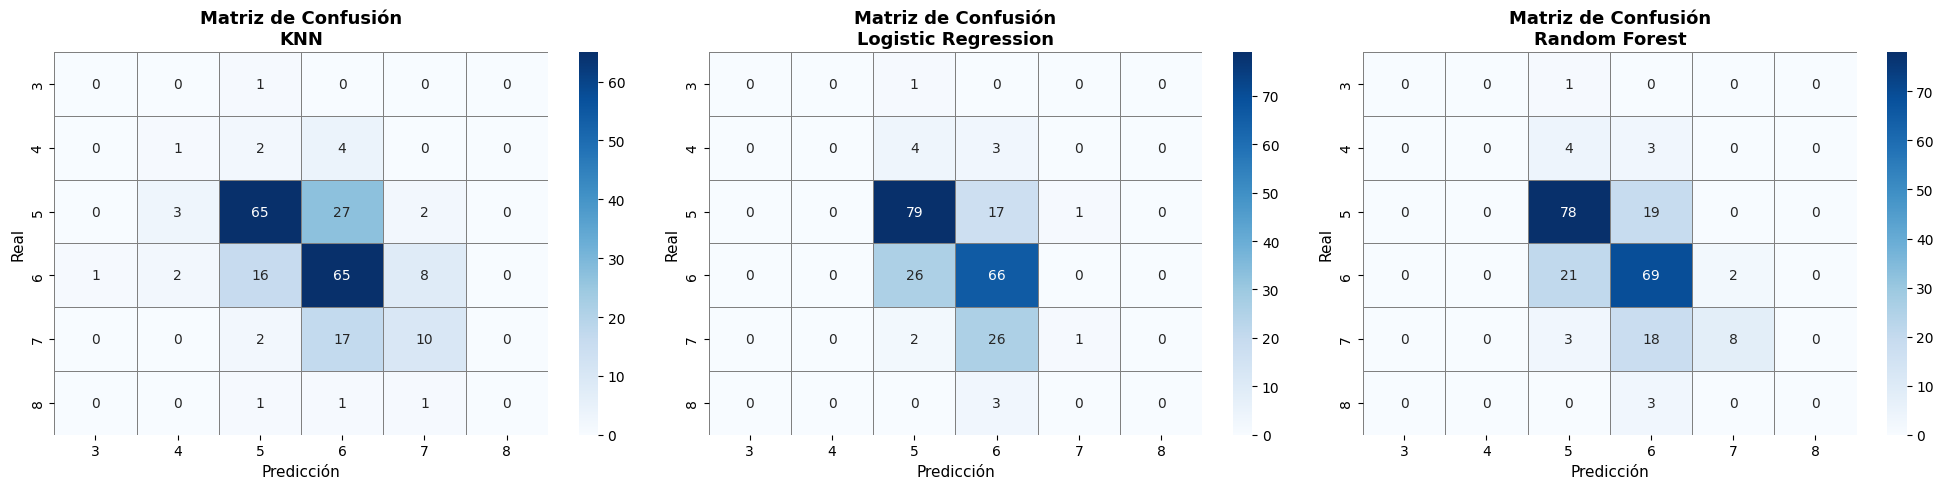 Matriz de Confusión
KNN
3 0 0 1 0 0 0
4 0 1 2 4 0 0
5 0 3 65 27 2 0
6 1 2 16 65 8 0
7 0 0 2 17 10 0
8 0 0 1 1 1 0
3 4 5 6 7 8
Real
Predicción
60
50
40
30
20
10
0
Matriz de Confusión
Logistic Regression
0 0 1 0 0 0
0 0 4 3 0 0
0 0 79 17 1 0
0 0 26 66 0 0
0 0 2 26 1 0
0 0 0 3 0 0
3 4 5 6 7 8
Real
Predicción
70
60
50
40
30
20
10
0
Matriz de Confusión
Random Forest
3 0 0 1 0 0 0
4 0 0 4 3 0 0
5 0 0 78 19 0 0
6 0 0 21 69 2 0
7 0 0 3 18 8 0
8 0 0 0 3 0 0
3 4 5 6 7 8
Real
Predicción
70
60
50
40
30
20
10
0